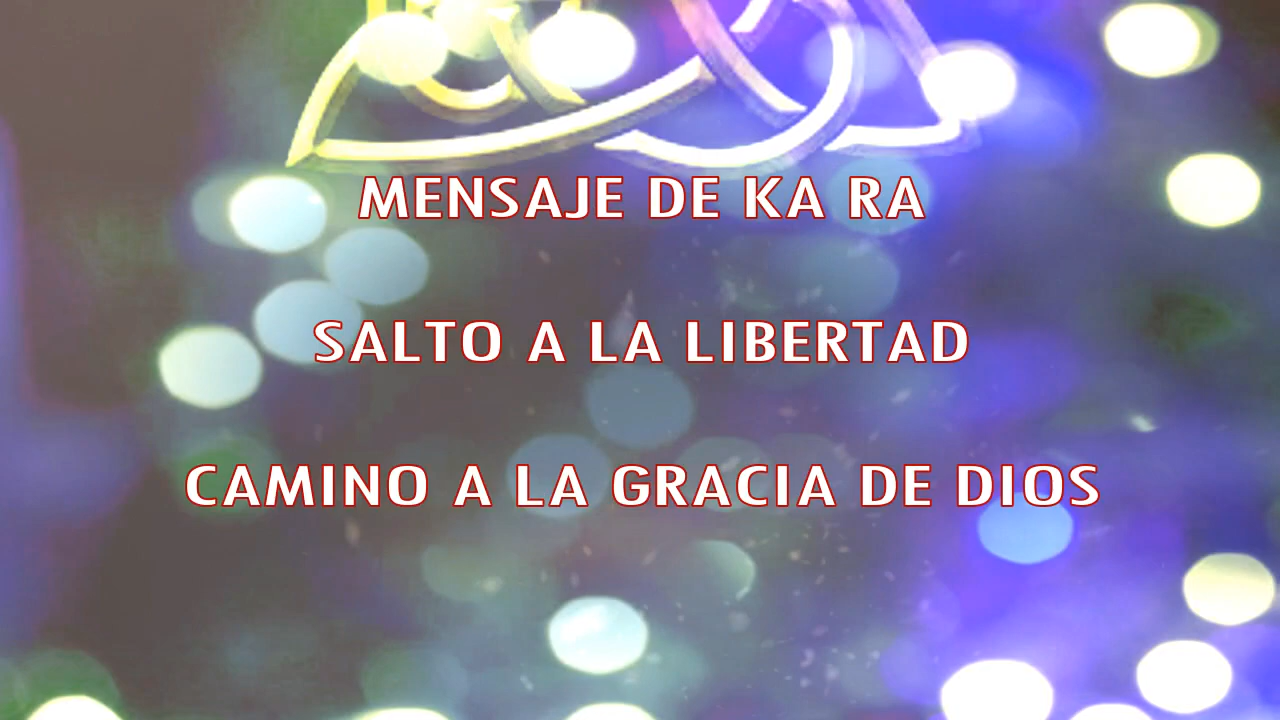 MENSAJE DE KA RA
SALTO A LA LIBERTAD
CAMINO A LA GRACIA DE DIOS